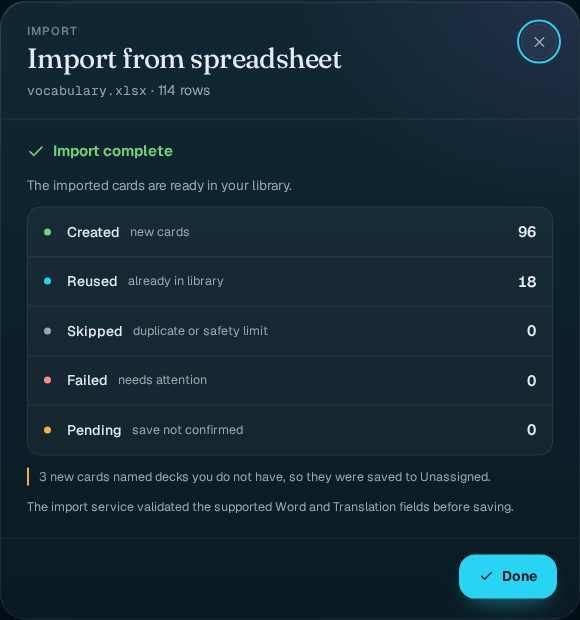 IMPORT
Import from spreadsheet
vocabulary.xlsx · 114 rows
Import complete
The imported cards are ready in your library.
Created new cards 96
Reused already in library 18
Skipped duplicate or safety limit 0
Failed needs attention 0
Pending save not confirmed 0
3 new cards named decks you do not have, so they were saved to Unassigned.
The import service validated the supported Word and Translation fields before saving.
Done